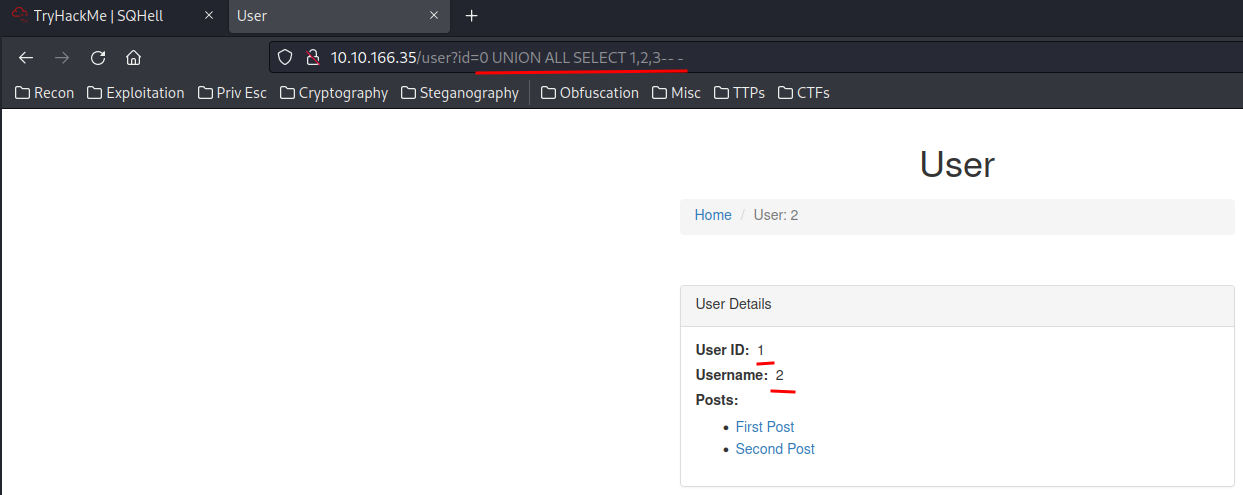 TryHackMe | SQHell × User × +
10.10.166.35/user?id=0 UNION ALL SELECT 1,2,3-- -
Recon Exploitation Priv Esc Cryptography Steganography Obfuscation Misc TTPs CTFs
User
Home / User: 2
User Details
User ID: 1
Username: 2
Posts:
• First Post
• Second Post